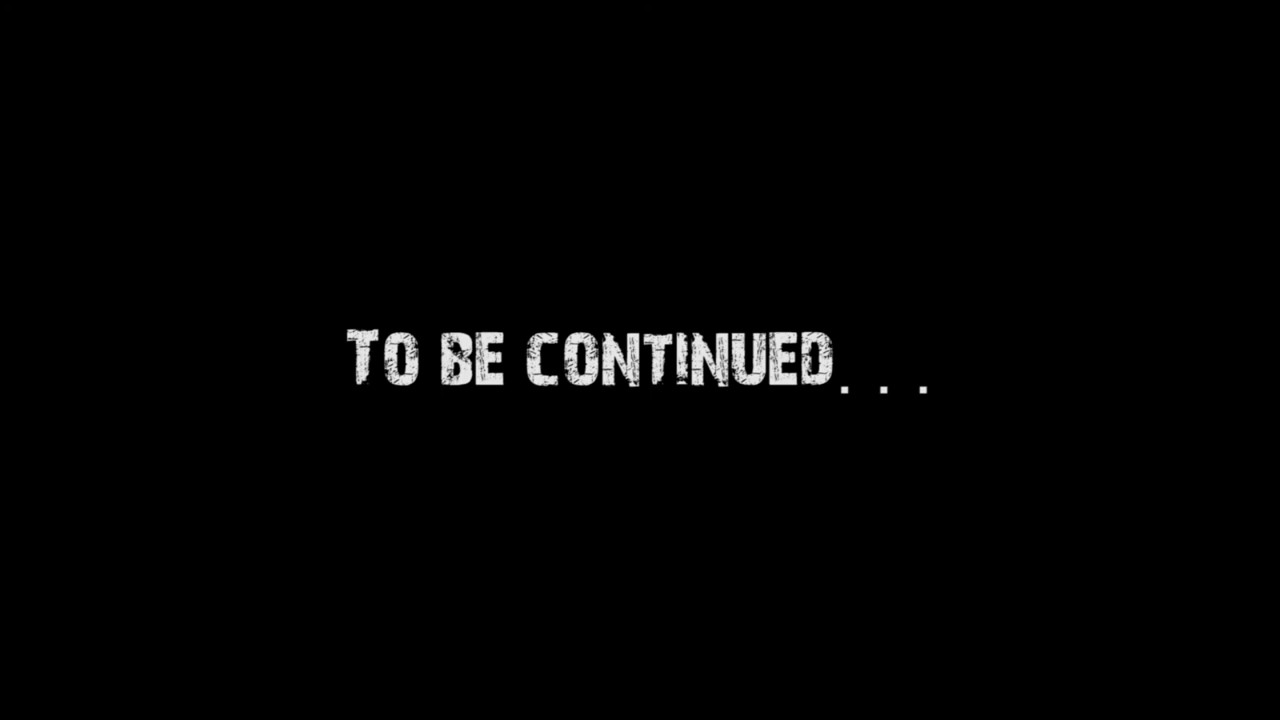 TO BE CONTINUED. . .